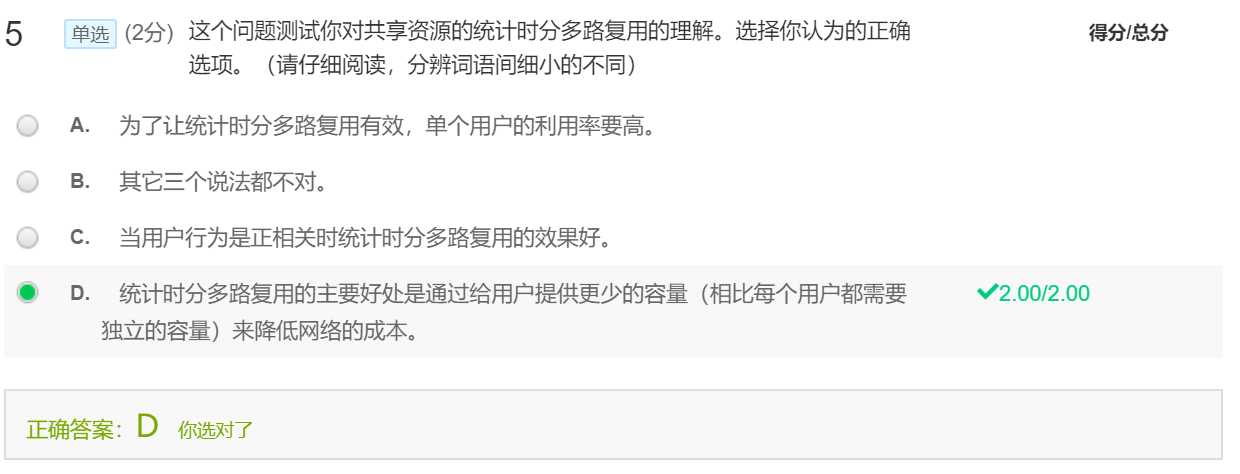 5 单选 (2分) 这个问题测试你对共享资源的统计时分多路复用的理解。选择你认为的正确 得分/总分
选项。（请仔细阅读，分辨词语间细小的不同）
A. 为了让统计时分多路复用有效，单个用户的利用率要高。
B. 其它三个说法都不对。
C. 当用户行为是正相关时统计时分多路复用的效果好。
D. 统计时分多路复用的主要好处是通过给用户提供更少的容量（相比每个用户都需要 2.00/2.00
独立的容量）来降低网络的成本。
正确答案：D 你选对了